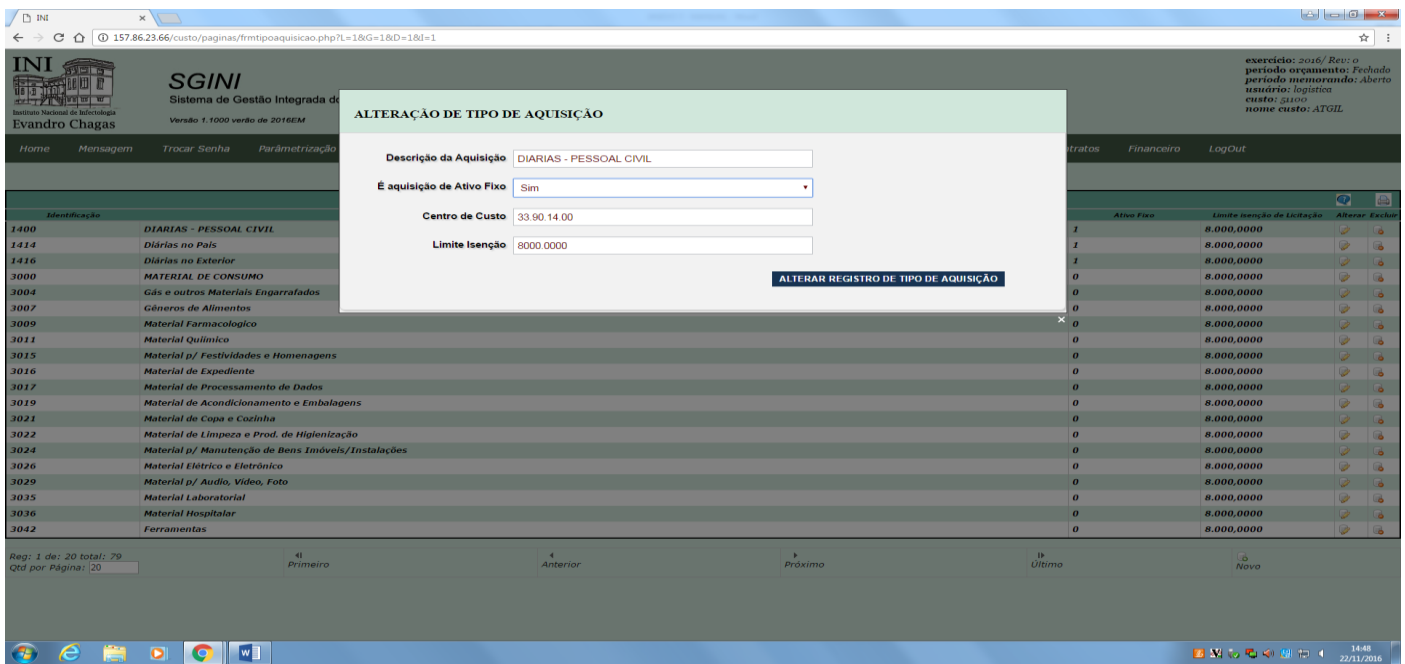 INI
157.86.23.66/custo/paginas/frmtipoaquisicao.php?L=1&G=1&D=1&I=1
INI
Instituto Nacional de Infectologia
Evandro Chagas
SGINI
Sistema de Gestão Integrada do
Versão 1.1000 verão de 2016EM
exercício: 2016/ Rev: 0
período orçamento: Fechado
período memorando: Aberto
usuário: logistica
custo: 51100
nome custo: ATGIL
Home Mensagem Trocar Senha Parâmetrização Financeiro LogOut
ALTERAÇÃO DE TIPO DE AQUISIÇÃO
Descrição da Aquisição DIARIAS - PESSOAL CIVIL
É aquisição de Ativo Fixo Sim
Centro de Custo 33.90.14.00
Limite Isenção 8000.0000
ALTERAR REGISTRO DE TIPO DE AQUISIÇÃO
Identificação Ativo Fixo Limite isenção de Licitação Alterar Excluir
1400 DIARIAS - PESSOAL CIVIL 1 8.000,0000
1414 Diárias no País 1 8.000,0000
1416 Diárias no Exterior 1 8.000,0000
3000 MATERIAL DE CONSUMO 0 8.000,0000
3004 Gás e outros Materiais Engarrafados 0 8.000,0000
3007 Gêneros de Alimentos 0 8.000,0000
3009 Material Farmacologico 0 8.000,0000
3011 Material Quiímico 0 8.000,0000
3015 Material p/ Festividades e Homenagens 0 8.000,0000
3016 Material de Expediente 0 8.000,0000
3017 Material de Processamento de Dados 0 8.000,0000
3019 Material de Acondicionamento e Embalagens 0 8.000,0000
3021 Material de Copa e Cozinha 0 8.000,0000
3022 Material de Limpeza e Prod. de Higienização 0 8.000,0000
3024 Material p/ Manutenção de Bens Imóveis/Instalações 0 8.000,0000
3026 Material Elétrico e Eletrônico 0 8.000,0000
3029 Material p/ Audio, Vídeo, Foto 0 8.000,0000
3035 Material Laboratorial 0 8.000,0000
3036 Material Hospitalar 0 8.000,0000
3042 Ferramentas 0 8.000,0000
Reg: 1 de: 20 total: 79
Qtd por Página: 20
Primeiro Anterior Próximo Último Novo
14:48
22/11/2016